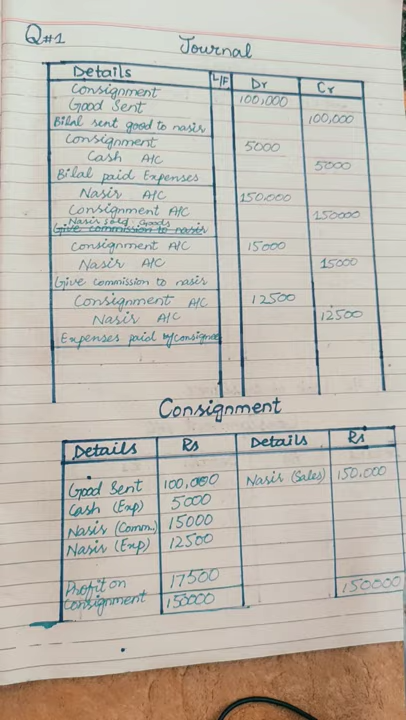 Q#1
Journal
Details L/F Dr Cr
Consignment 100,000
Good Sent 100,000
Bilal sent good to nasir
Consignment 5000
Cash A/C 5000
Bilal paid Expenses
Nasir A/C 150,000
Consignment A/C 150000
Nasir sold Goods
Give commission to nasir
Consignment A/C 15000
Nasir A/C 15000
Give commission to nasir
Consignment A/C 12500
Nasir A/C 12500
Expenses paid by consignee
Consignment
Details Rs Details Rs
Good Sent 100,000 Nasir (Sales) 150,000
Cash (Exp) 5000
Nasir (Comm.) 15000
Nasir (Exp) 12500
Profit on 17500
consignment 150000 150000